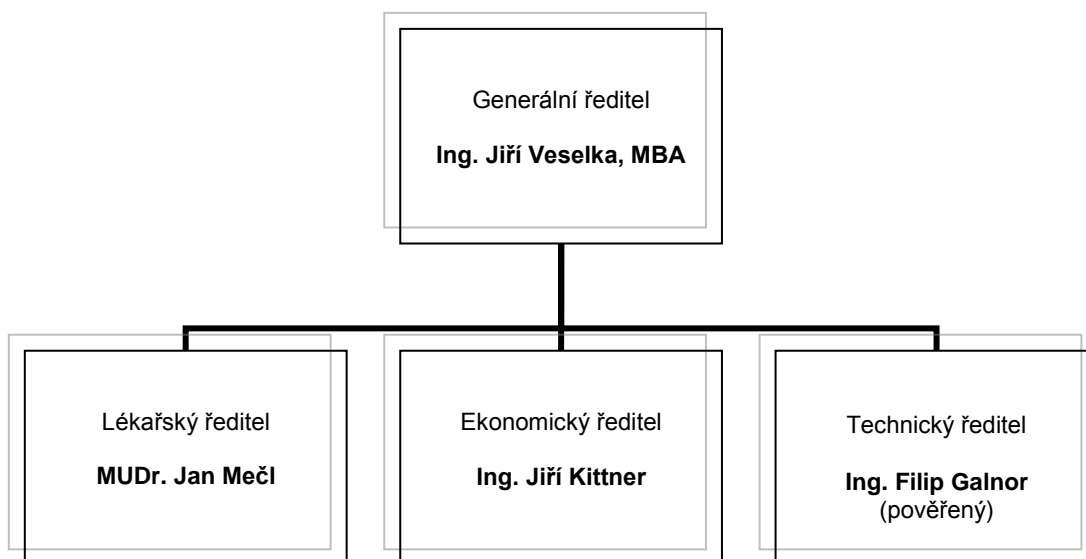 Generální ředitel
Ing. Jiří Veselka, MBA
Lékařský ředitel
MUDr. Jan Mečl
Ekonomický ředitel
Ing. Jiří Kittner
Technický ředitel
Ing. Filip Galnor
(pověřený)